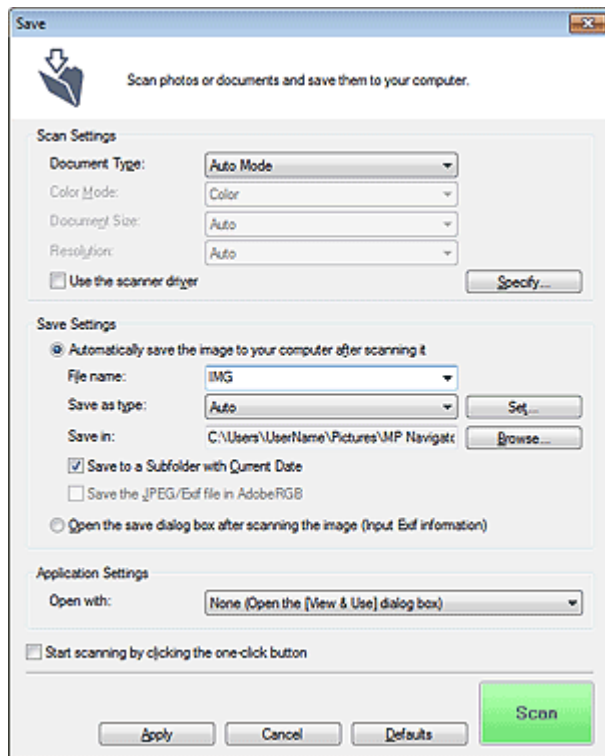 Save
Scan photos or documents and save them to your computer.
Scan Settings
Document Type: Auto Mode
Color Mode: Color
Document Size: Auto
Resolution: Auto
Use the scanner driver Specify...
Save Settings
Automatically save the image to your computer after scanning it
File name: IMG
Save as type: Auto Set...
Save in: C:\Users\UserName\Pictures\MP Navigato Browse...
Save to a Subfolder with Current Date
Save the JPEG/Exif file in AdobeRGB
Open the save dialog box after scanning the image (Input Exif information)
Application Settings
Open with: None (Open the [View & Use] dialog box)
Start scanning by clicking the one-click button
Scan
Apply Cancel Defaults